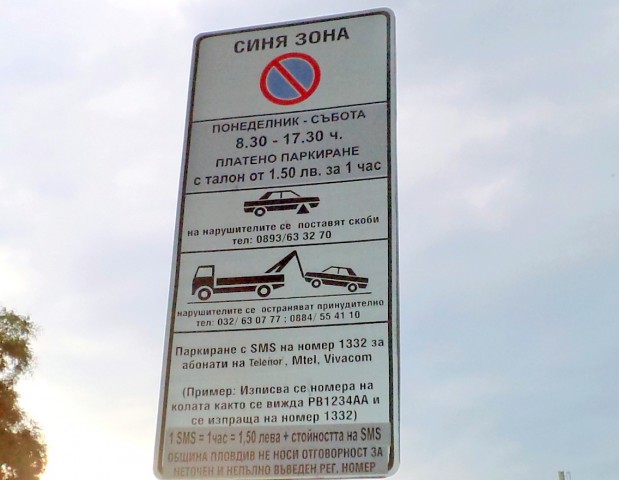 СИНЯ ЗОНА
ПОНЕДЕЛНИК - СЪБОТА
8.30 - 17.30 ч.
ПЛАТЕНО ПАРКИРАНЕ
с талон от 1.50 лв. за 1 час
на нарушителите се поставят скоби
тел: 0893/63 32 70
нарушителите се остраняват принудително
тел: 032/ 63 07 77 ; 0884/ 55 41 10
Паркиране с SMS на номер 1332 за
абонати на Telenor, Mtel, Vivacom
(Пример: Изписва се номера на
колата както се вижда РВ1234АА и
се изпраща на номер 1332)
1 SMS = 1час = 1,50 лева + стойността на SMS
ОБЩИНА ПЛОВДИВ НЕ НОСИ ОТГОВОРНОСТ ЗА
НЕТОЧЕН И НЕПЪЛНО ВЪВЕДЕН РЕГ. НОМЕР